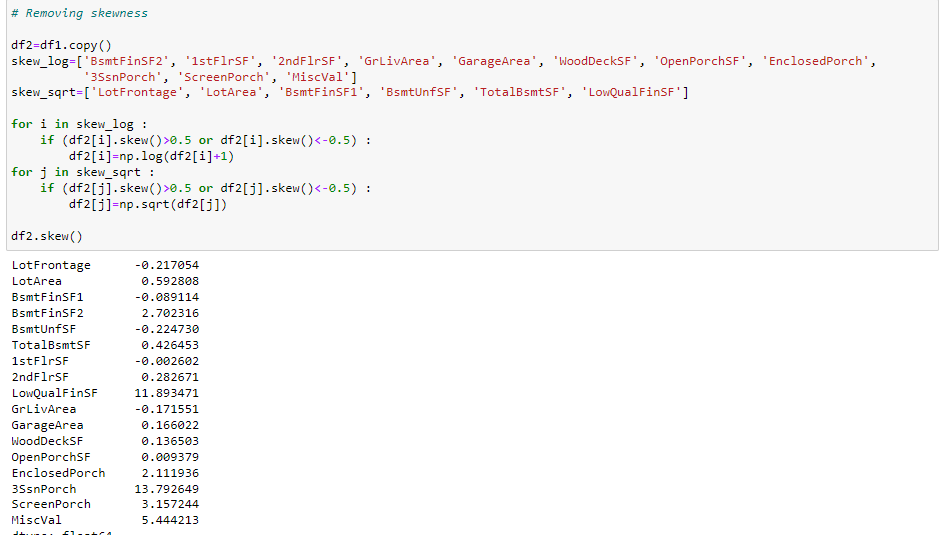 # Removing skewness
df2=df1.copy()
skew_log=['BsmtFinSF2', '1stFlrSF', '2ndFlrSF', 'GrLivArea', 'GarageArea', 'WoodDeckSF', 'OpenPorchSF', 'EnclosedPorch',
'3SsnPorch', 'ScreenPorch', 'MiscVal']
skew_sqrt=['LotFrontage', 'LotArea', 'BsmtFinSF1', 'BsmtUnfSF', 'TotalBsmtSF', 'LowQualFinSF']
for i in skew_log :
if (df2[i].skew()>0.5 or df2[i].skew()<-0.5) :
df2[i]=np.log(df2[i]+1)
for j in skew_sqrt :
if (df2[j].skew()>0.5 or df2[j].skew()<-0.5) :
df2[j]=np.sqrt(df2[j])
df2.skew()
LotFrontage -0.217054
LotArea 0.592808
BsmtFinSF1 -0.089114
BsmtFinSF2 2.702316
BsmtUnfSF -0.224730
TotalBsmtSF 0.426453
1stFlrSF -0.002602
2ndFlrSF 0.282671
LowQualFinSF 11.893471
GrLivArea -0.171551
GarageArea 0.166022
WoodDeckSF 0.136503
OpenPorchSF 0.009379
EnclosedPorch 2.111936
3SsnPorch 13.792649
ScreenPorch 3.157244
MiscVal 5.444213